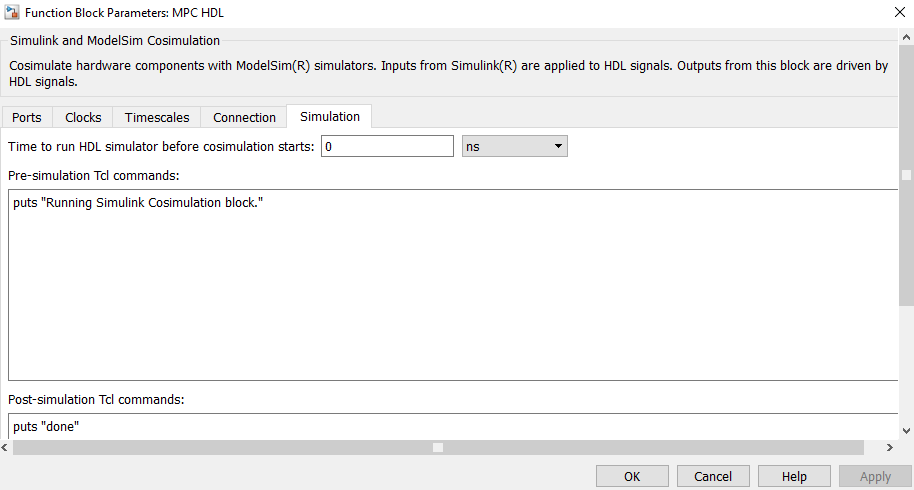 Function Block Parameters: MPC HDL
Simulink and ModelSim Cosimulation
Cosimulate hardware components with ModelSim(R) simulators. Inputs from Simulink(R) are applied to HDL signals. Outputs from this block are driven by
HDL signals.
Ports Clocks Timescales Connection Simulation
Time to run HDL simulator before cosimulation starts: 0 ns
Pre-simulation Tcl commands:
puts "Running Simulink Cosimulation block."
Post-simulation Tcl commands:
puts "done"
OK Cancel Help Apply